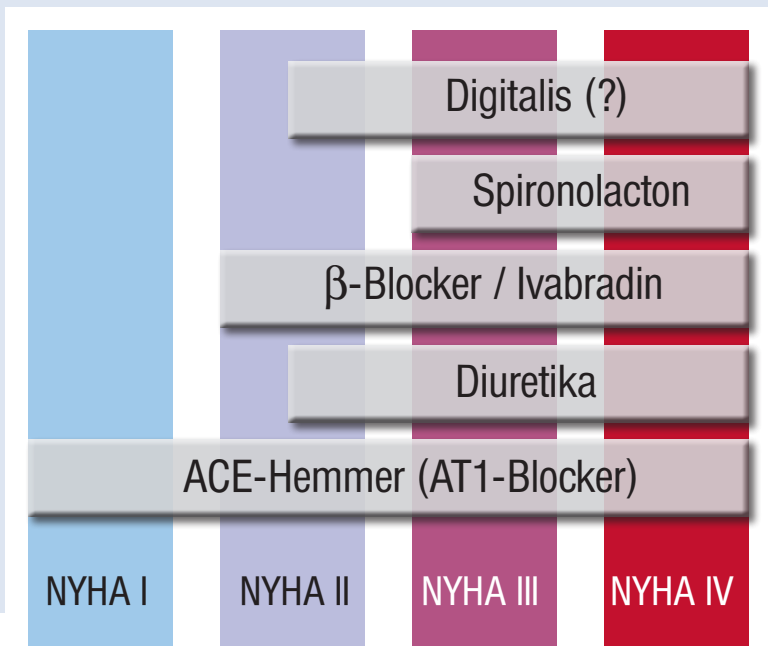 Digitalis (?)
Spironolacton
β-Blocker / Ivabradin
Diuretika
ACE-Hemmer (AT1-Blocker)
NYHA I
NYHA II
NYHA III
NYHA IV